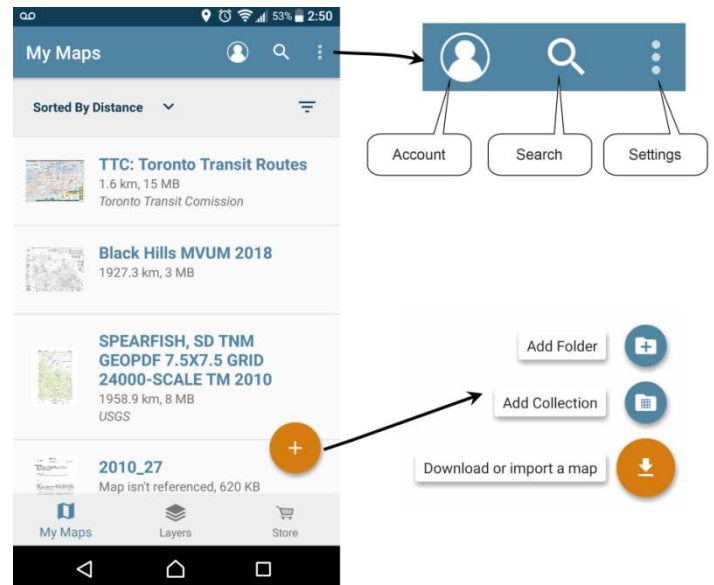 53% 2:50
My Maps
Sorted By Distance
TTC: Toronto Transit Routes
1.6 km, 15 MB
Toronto Transit Comission
Black Hills MVUM 2018
1927.3 km, 3 MB
SPEARFISH, SD TNM
GEOPDF 7.5X7.5 GRID
24000-SCALE TM 2010
1958.9 km, 8 MB
USGS
2010_27
Map isn't referenced, 620 KB
My Maps
Layers
Store
Account
Search
Settings
Add Folder
Add Collection
Download or import a map